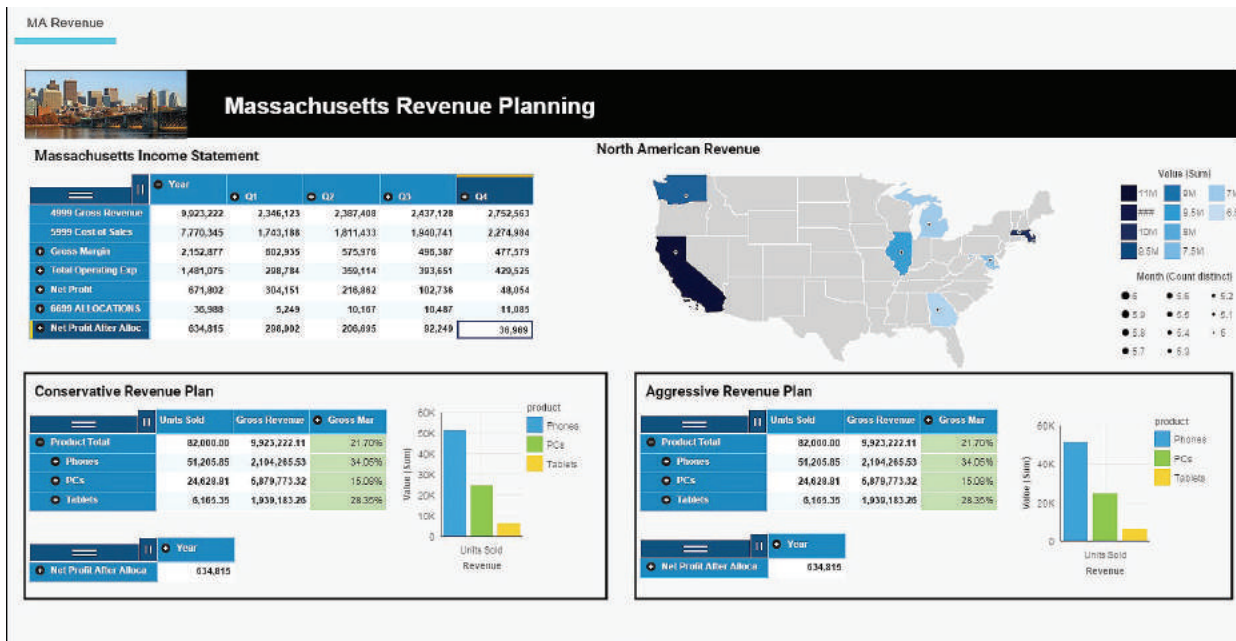 MA Revenue
Massachusetts Revenue Planning
Massachusetts Income Statement
Year Q1 Q2 Q3 Q4
4999 Gross Revenue 9,923,222 2,346,123 2,387,408 2,437,128 2,752,563
5999 Cost of Sales 7,770,345 1,743,188 1,811,433 1,940,741 2,274,984
Gross Margin 2,152,877 602,935 575,976 496,387 477,579
Total Operating Exp 1,481,075 298,784 359,114 393,651 429,525
Net Profit 671,802 304,151 216,862 102,736 48,054
6699 ALLOCATIONS 36,988 5,249 10,167 10,487 11,085
Net Profit After Alloc 634,815 298,902 206,695 92,249 36,969
North American Revenue
Value (Sum)
11M 9M
### 8.5M
10M 8M
9.5M 7.5M
Month (Count distinct)
5.6 5.2
5.9 5.5 5.1
5.8 5.4
5.7
Conservative Revenue Plan
Units Sold Gross Revenue Gross Mar
Product Total 82,000.00 9,923,222.11 21.70%
Phones 51,205.85 2,104,265.53 34.05%
PCs 24,628.81 5,879,773.32 15.09%
Tablets 6,165.35 1,939,183.26 28.35%
Year
Net Profit After Alloca 634,815
60K
50K
40K
30K
20K
10K
0
Value (Sum)
Units Sold
Revenue
product
Phones
PCs
Tablets
Aggressive Revenue Plan
Units Sold Gross Revenue Gross Mar
Product Total 82,000.00 9,923,222.11 21.70%
Phones 51,205.85 2,104,265.53 34.05%
PCs 24,628.81 5,879,773.32 15.09%
Tablets 6,165.35 1,939,183.26 28.35%
Year
Net Profit After Alloca 634,815
60K
40K
20K
0
Value (Sum)
Units Sold
Revenue
product
Phones
PCs
Tablets